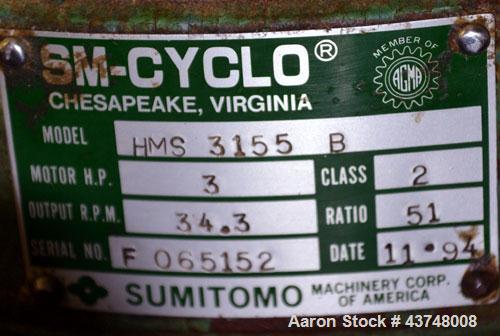 SM-CYCLO®
MEMBER OF
AGMA
CHESAPEAKE, VIRGINIA
MODEL HMS 3155 B
MOTOR H.P. 3 CLASS 2
OUTPUT R.P.M. 34.3 RATIO 51
SERIAL NO. F 065152 DATE 11•94
SUMITOMO MACHINERY CORP. OF AMERICA
Aaron Stock # 43748008